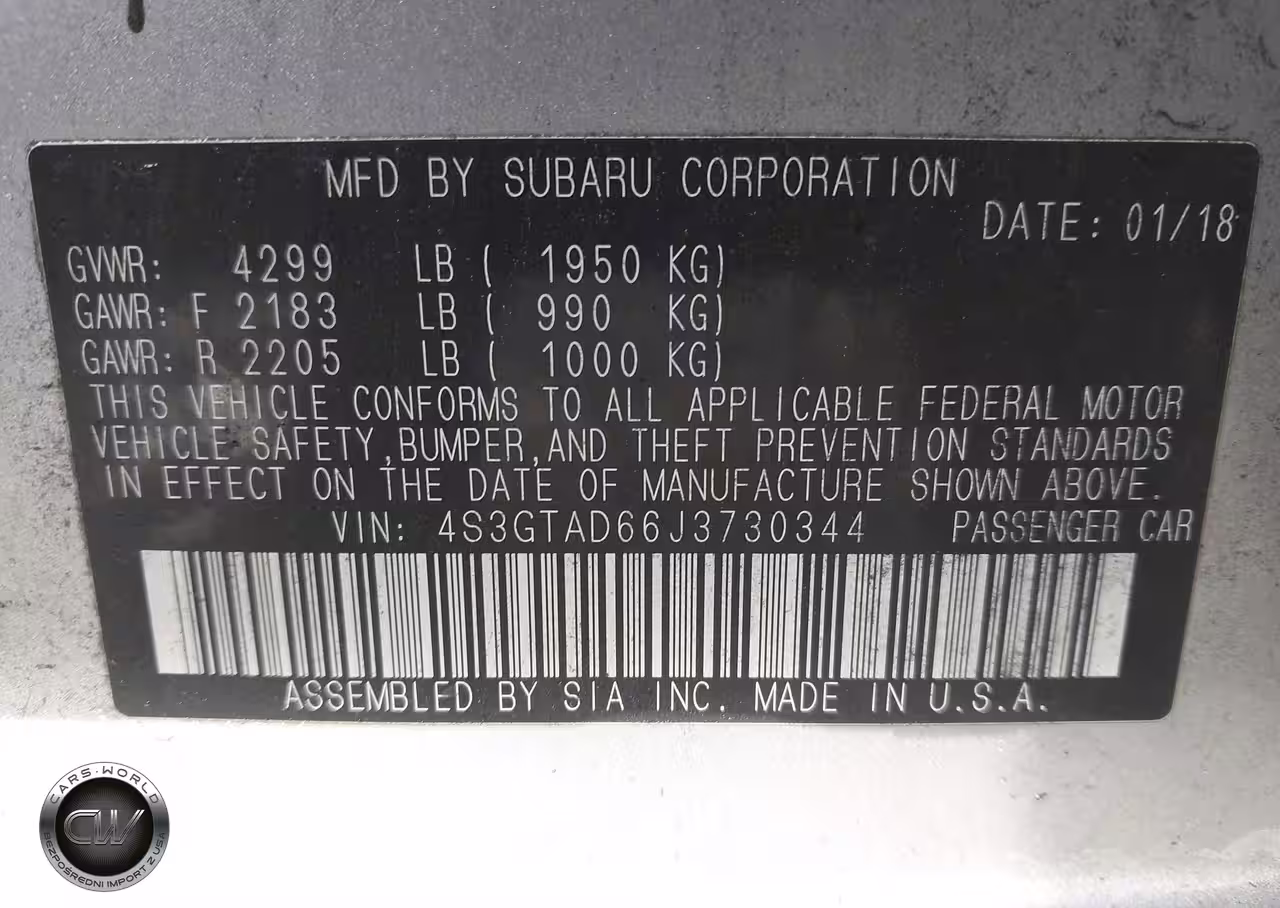 MFD BY SUBARU CORPORATION
DATE: 01/18
GVWR: 4299 LB ( 1950 KG)
GAWR: F 2183 LB ( 990 KG)
GAWR: R 2205 LB ( 1000 KG)
THIS VEHICLE CONFORMS TO ALL APPLICABLE FEDERAL MOTOR
VEHICLE SAFETY,BUMPER,AND THEFT PREVENTION STANDARDS
IN EFFECT ON THE DATE OF MANUFACTURE SHOWN ABOVE.
VIN: 4S3GTAD66J3730344 PASSENGER CAR
ASSEMBLED BY SIA INC. MADE IN U.S.A.
CARS·WORLD
CW
BEZPOŚREDNI IMPORT Z USA